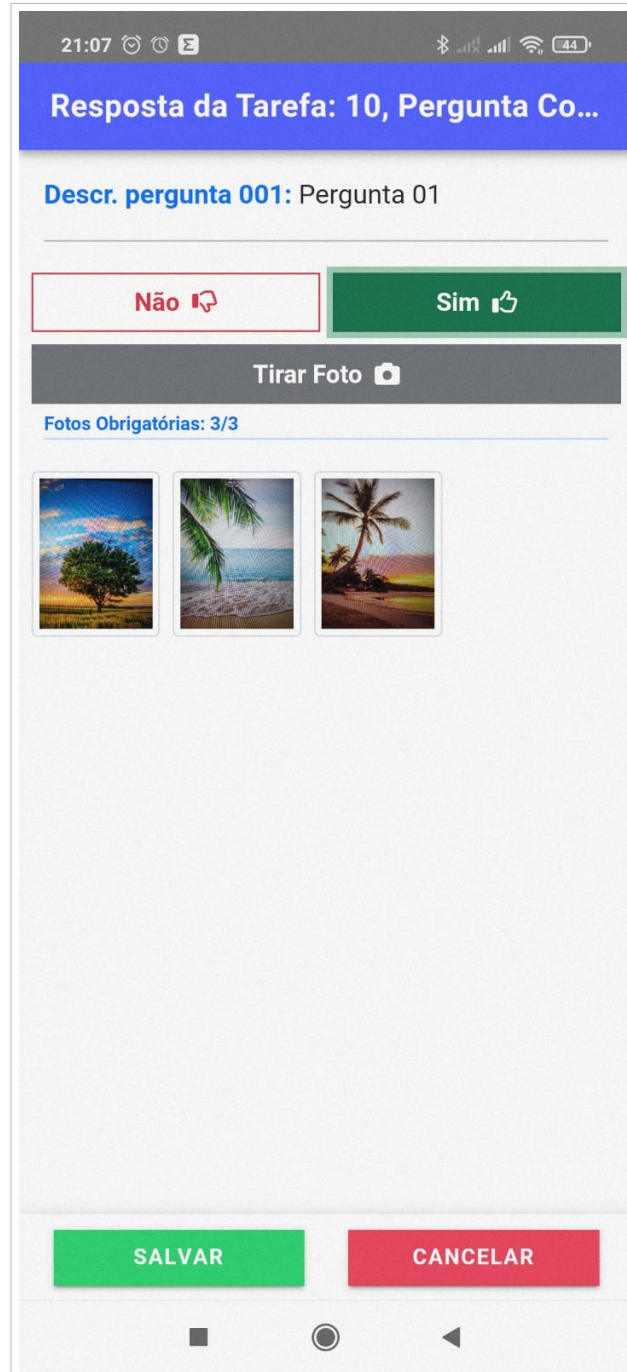 21:07 Σ 44
Resposta da Tarefa: 10, Pergunta Co...
Descr. pergunta 001: Pergunta 01
Não Sim
Tirar Foto
Fotos Obrigatórias: 3/3
SALVAR CANCELAR